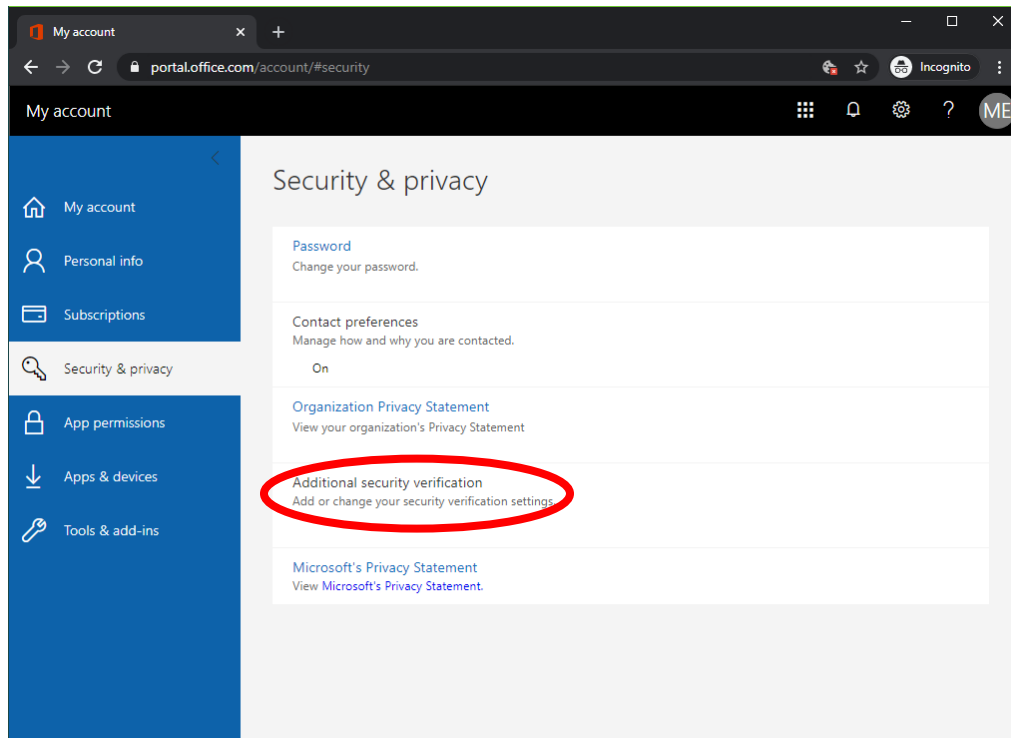 My account
portal.office.com/account/#security
Incognito
My account
ME
My account
Personal info
Subscriptions
Security & privacy
App permissions
Apps & devices
Tools & add-ins
Security & privacy
Password
Change your password.
Contact preferences
Manage how and why you are contacted.
On
Organization Privacy Statement
View your organization's Privacy Statement
Additional security verification
Add or change your security verification settings.
Microsoft's Privacy Statement
View Microsoft's Privacy Statement.